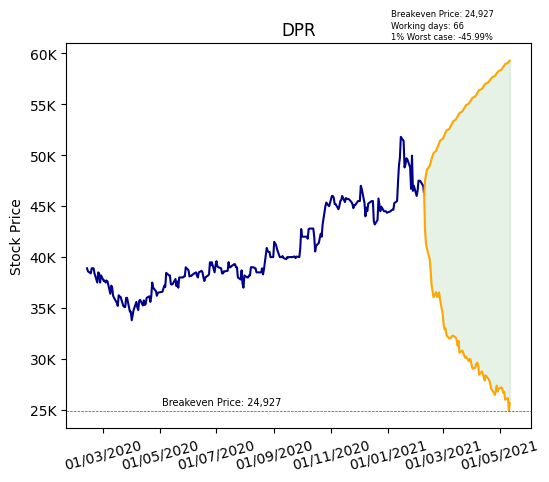 Breakeven Price: 24,927
Working days: 66
1% Worst case: -45.99%
DPR
60K
55K
50K
45K
40K
35K
30K
25K
Stock Price
Breakeven Price: 24,927
01/03/2020
01/05/2020
01/07/2020
01/09/2020
01/11/2020
01/01/2021
01/03/2021
01/05/2021